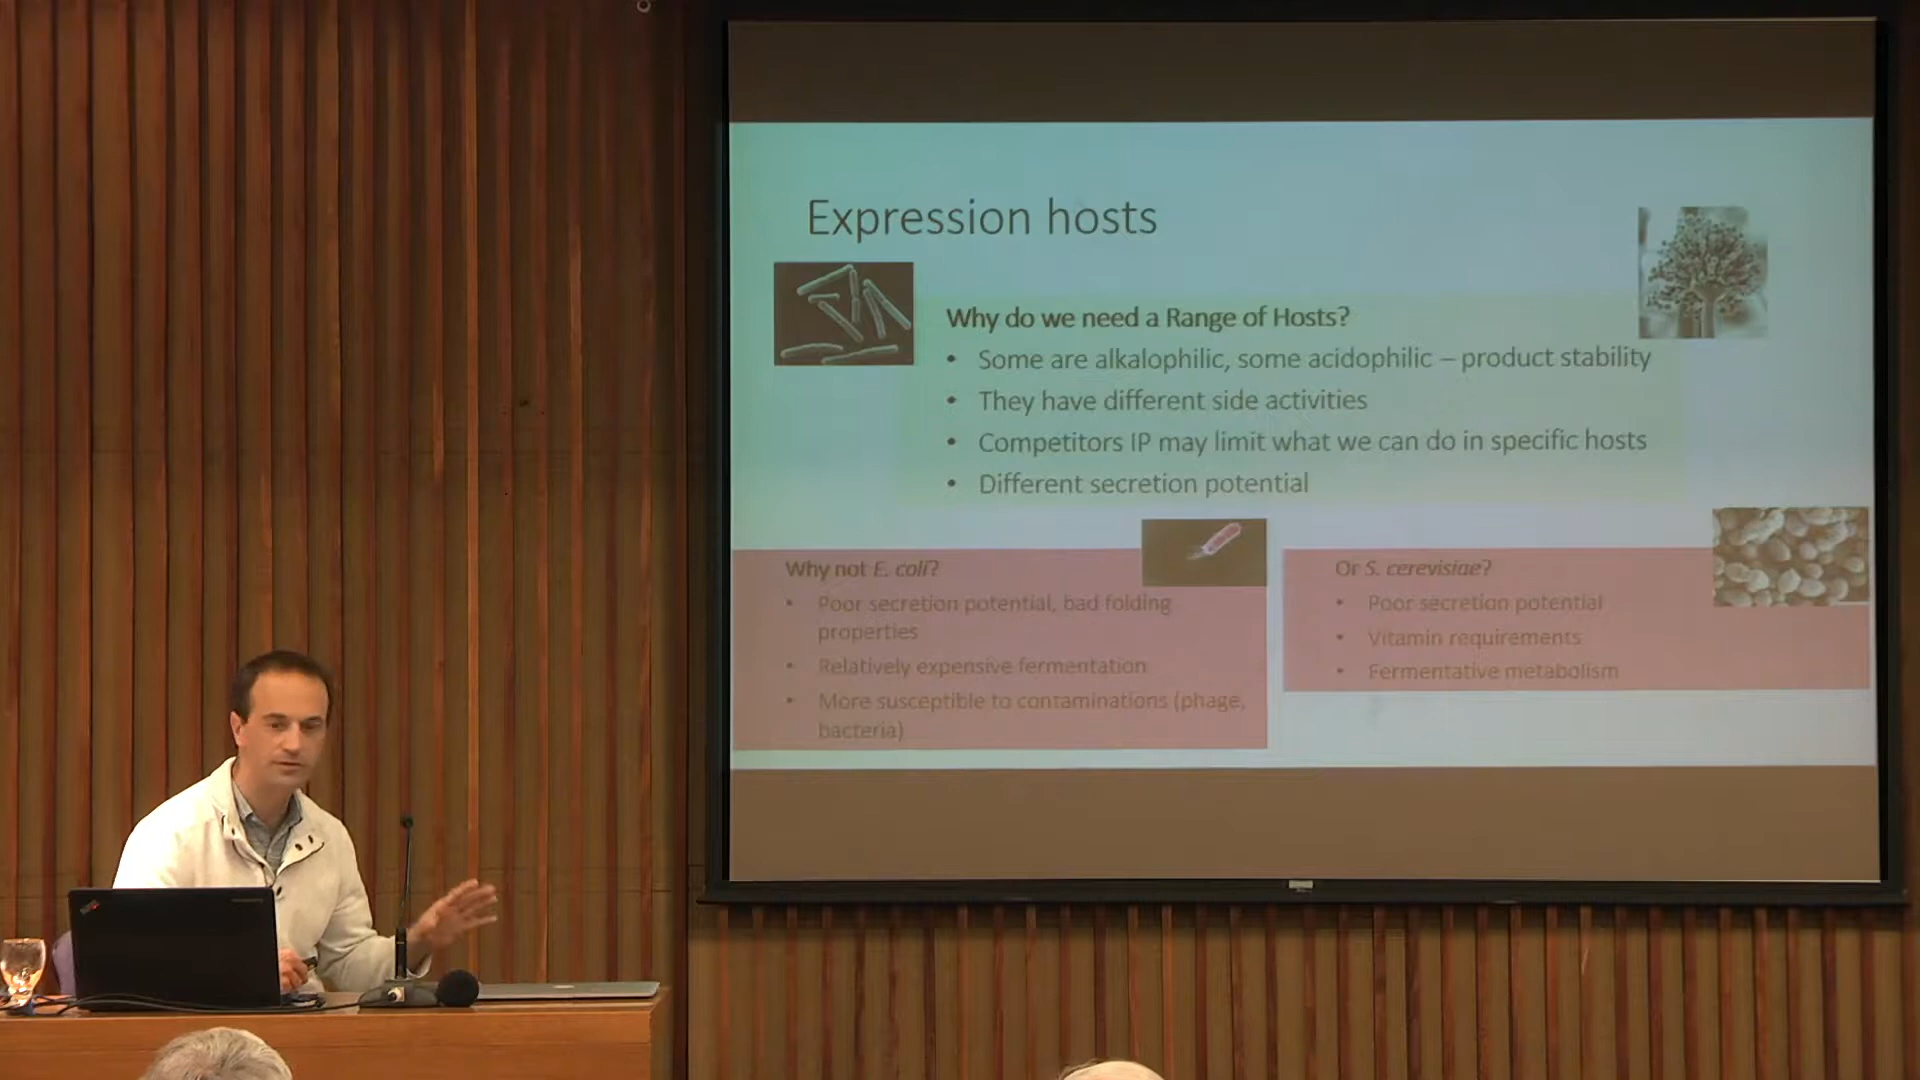 Expression hosts
Why do we need a Range of Hosts?
• Some are alkalophilic, some acidophilic – product stability
• They have different side activities
• Competitors IP may limit what we can do in specific hosts
• Different secretion potential
Why not E. coli?
• Poor secretion potential, bad folding
properties
• Relatively expensive fermentation
• More susceptible to contaminations (phage,
bacteria)
Or S. cerevisiae?
• Poor secretion potential
• Vitamin requirements
• Fermentative metabolism